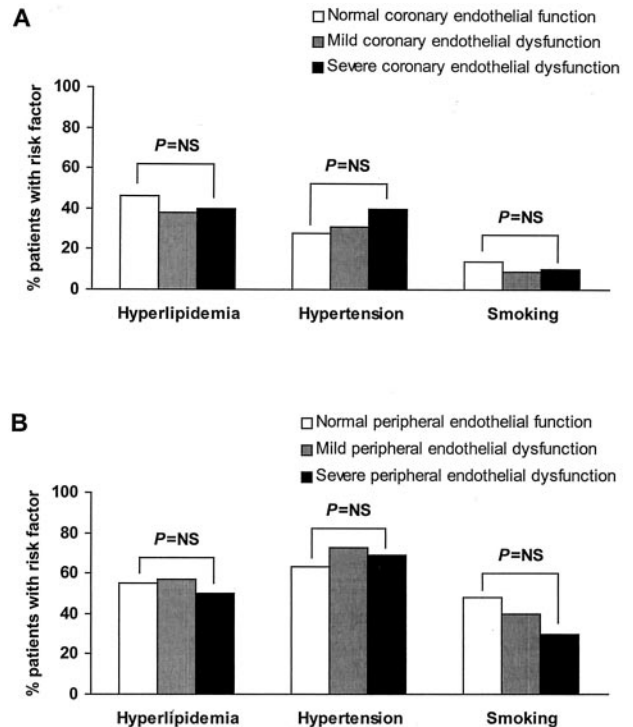 A
Normal coronary endothelial function
Mild coronary endothelial dysfunction
Severe coronary endothelial dysfunction
% patients with risk factor
100
80
60
40
20
0
P=NS
P=NS
P=NS
Hyperlipidemia Hypertension Smoking
B
Normal peripheral endothelial function
Mild peripheral endothelial dysfunction
Severe peripheral endothelial dysfunction
% patients with risk factor
100
80
60
40
20
0
P=NS
P=NS
P=NS
Hyperlipidemia Hypertension Smoking